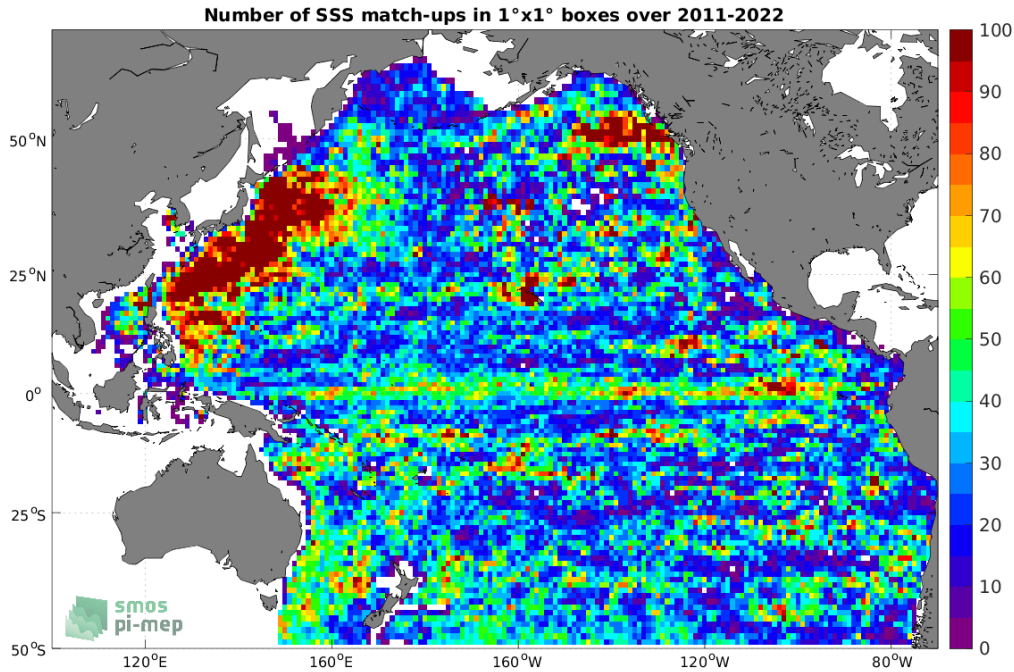 Number of SSS match-ups in 1°x1° boxes over 2011-2022
100
90
80
70
60
50
40
30
20
10
0
50°N
25°N
0°
25°S
50°S
120°E
160°E
160°W
120°W
80°W
smos
pi-mep